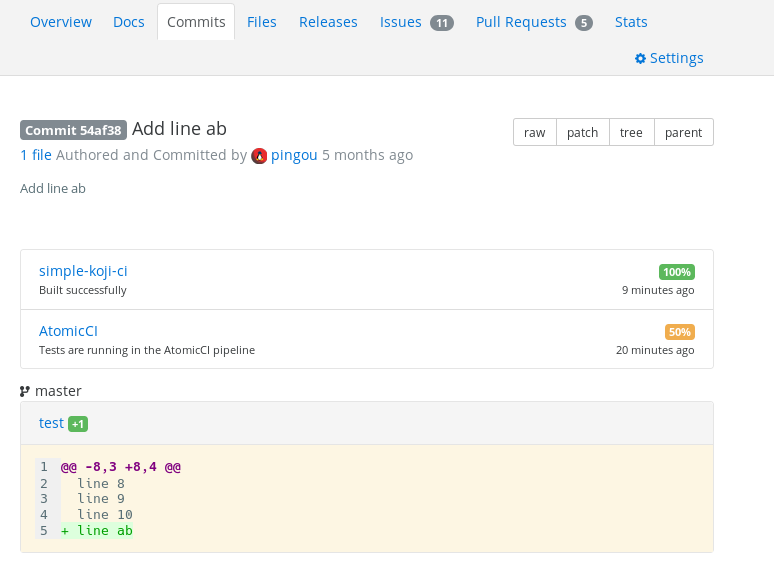 Overview Docs Commits Files Releases Issues 11 Pull Requests 5 Stats
Settings
Commit 54af38 Add line ab
raw patch tree parent
1 file Authored and Committed by pingou 5 months ago
Add line ab
simple-koji-ci 100%
Built successfully 9 minutes ago
AtomicCI 50%
Tests are running in the AtomicCI pipeline 20 minutes ago
master
test +1
1 @@ -8,3 +8,4 @@
2 line 8
3 line 9
4 line 10
5 + line ab